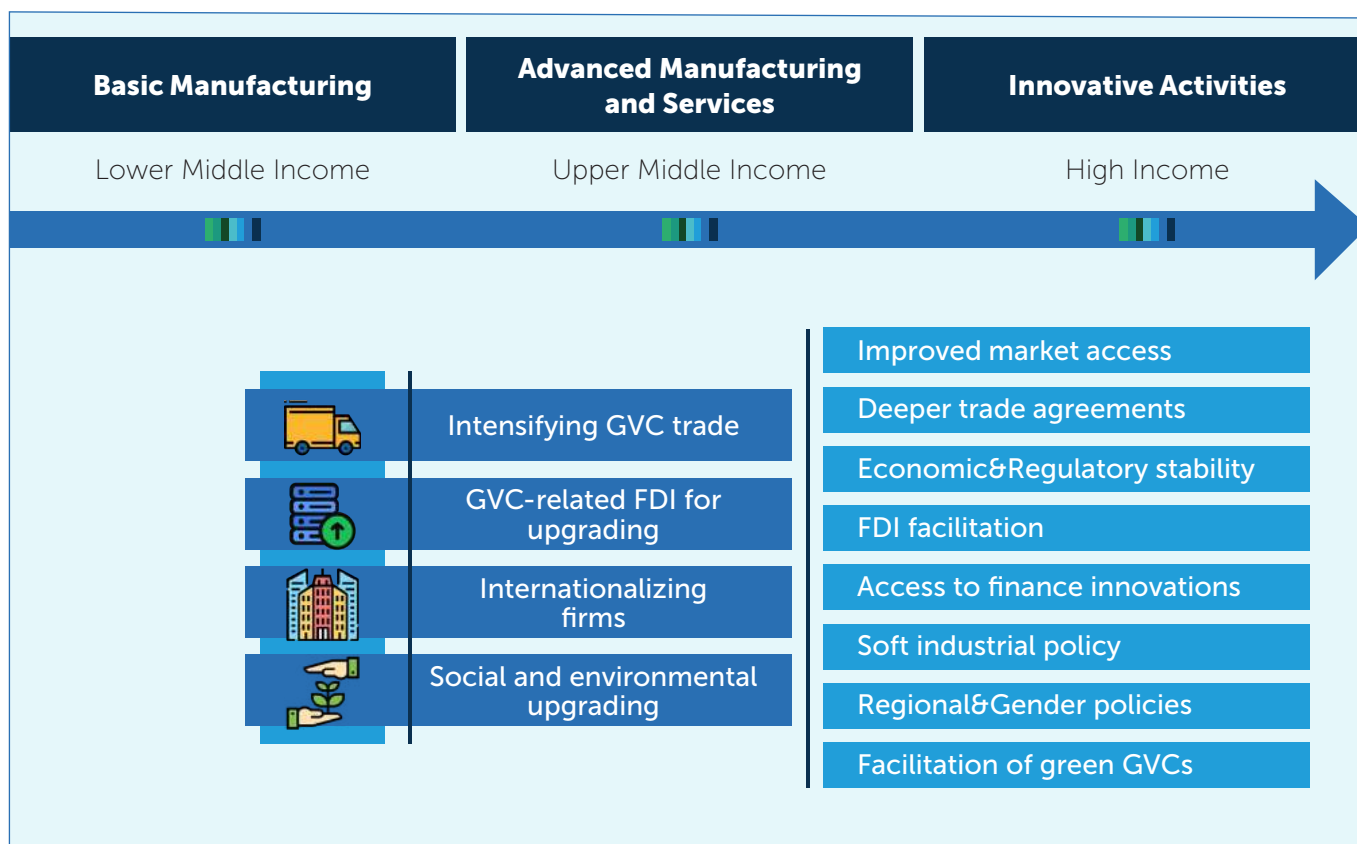 Basic Manufacturing
Advanced Manufacturing
and Services
Innovative Activities
Lower Middle Income
Upper Middle Income
High Income
Intensifying GVC trade
GVC-related FDI for
upgrading
Internationalizing
firms
Social and environmental
upgrading
Improved market access
Deeper trade agreements
Economic&Regulatory stability
FDI facilitation
Access to finance innovations
Soft industrial policy
Regional&Gender policies
Facilitation of green GVCs